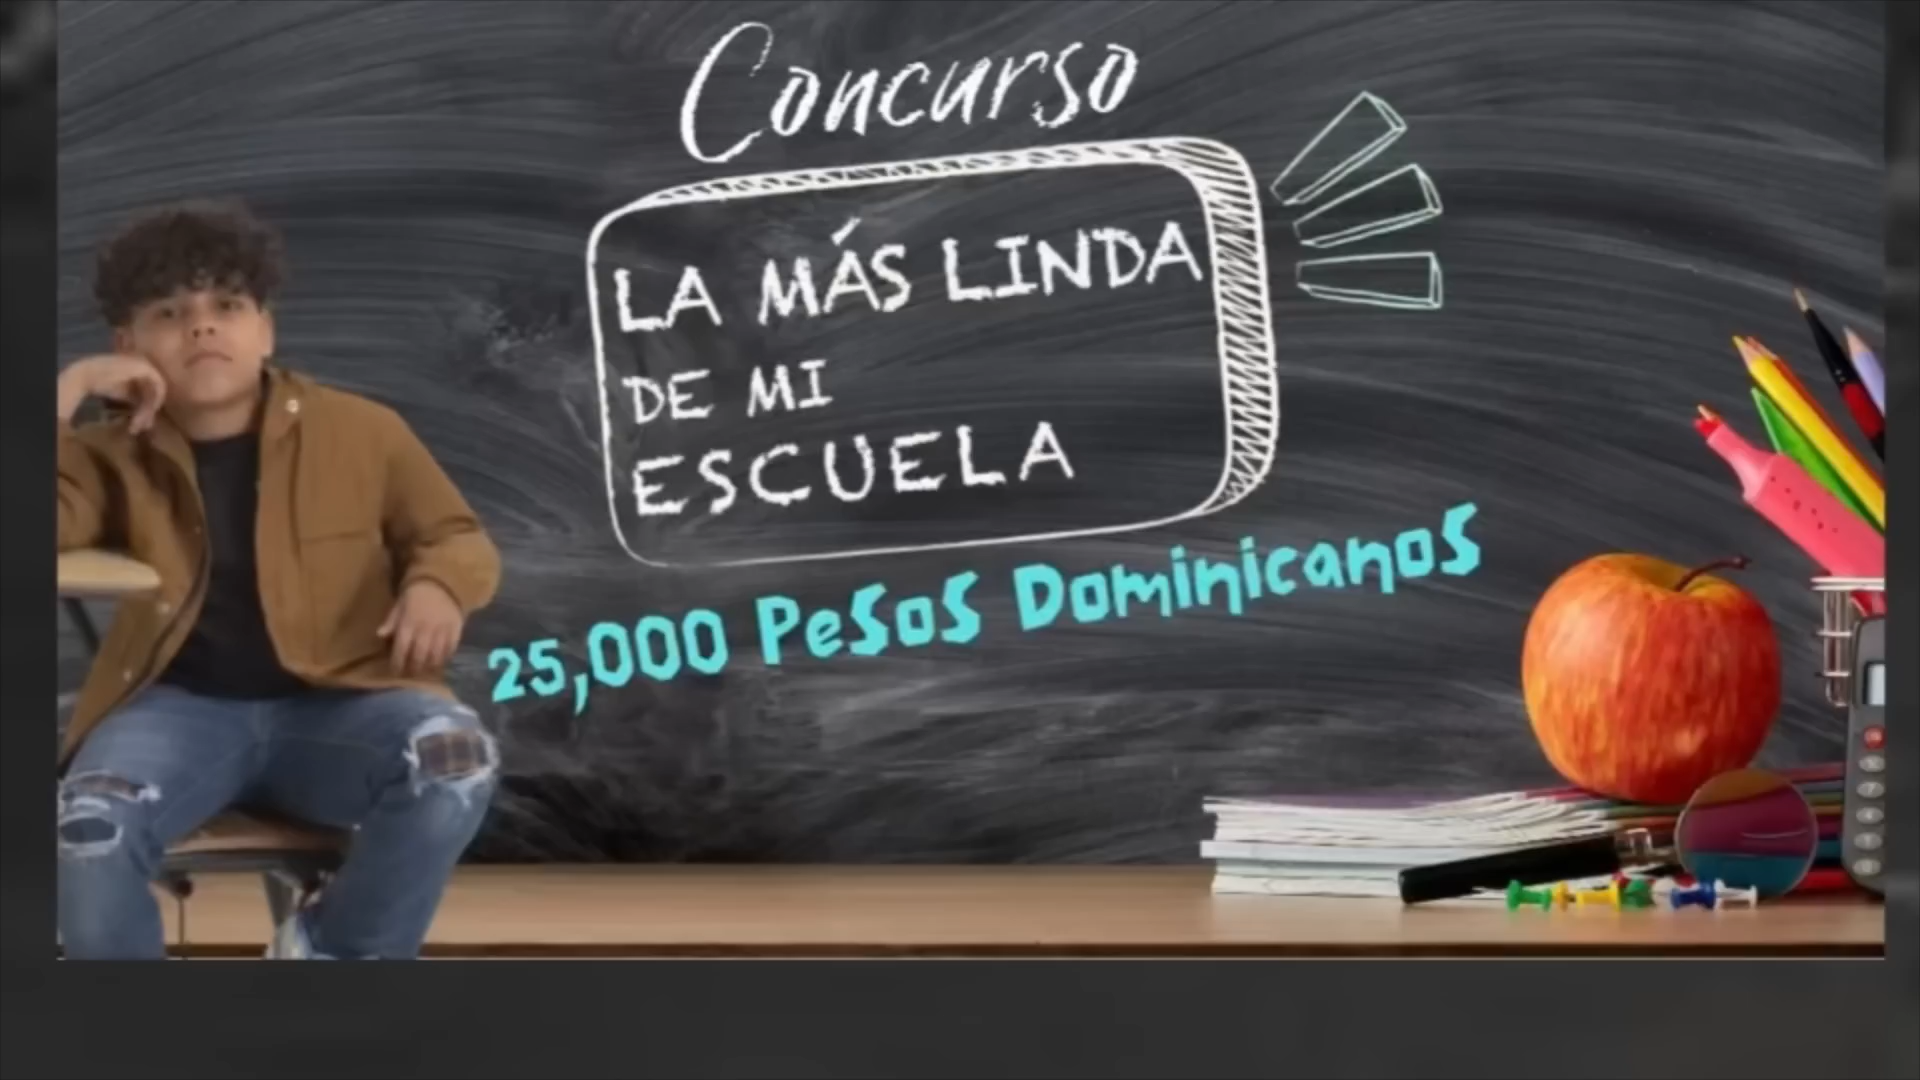 Concurso
LA MÁS LINDA
DE MI
ESCUELA
25,000 Pesos Dominicanos